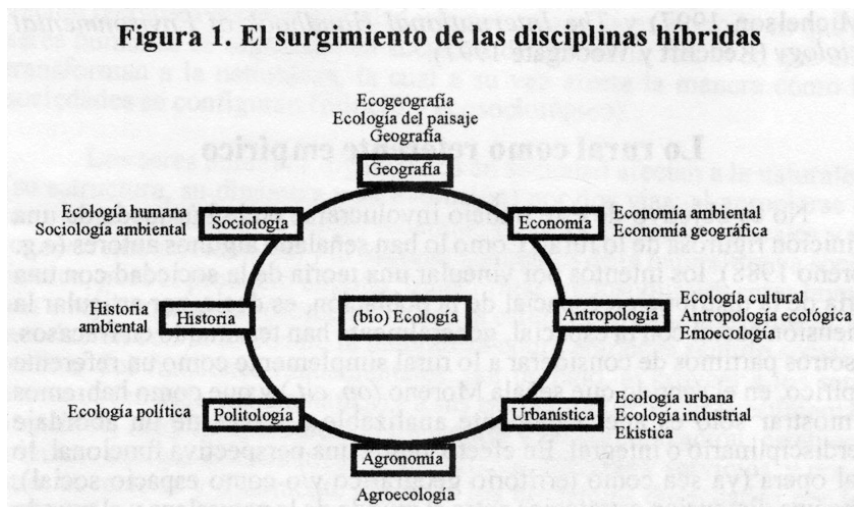 Figura 1. El surgimiento de las disciplinas híbridas
Ecogeografía
Ecología del paisaje
Geografía
Geografía
Ecología humana
Sociología ambiental
Sociología
Economía
Economía ambiental
Economía geográfica
Historia
ambiental
Historia
(bio) Ecología
Antropología
Ecología cultural
Antropología ecológica
Etnoecología
Ecología política
Politología
Urbanística
Ecología urbana
Ecología industrial
Ekística
Agronomía
Agroecología